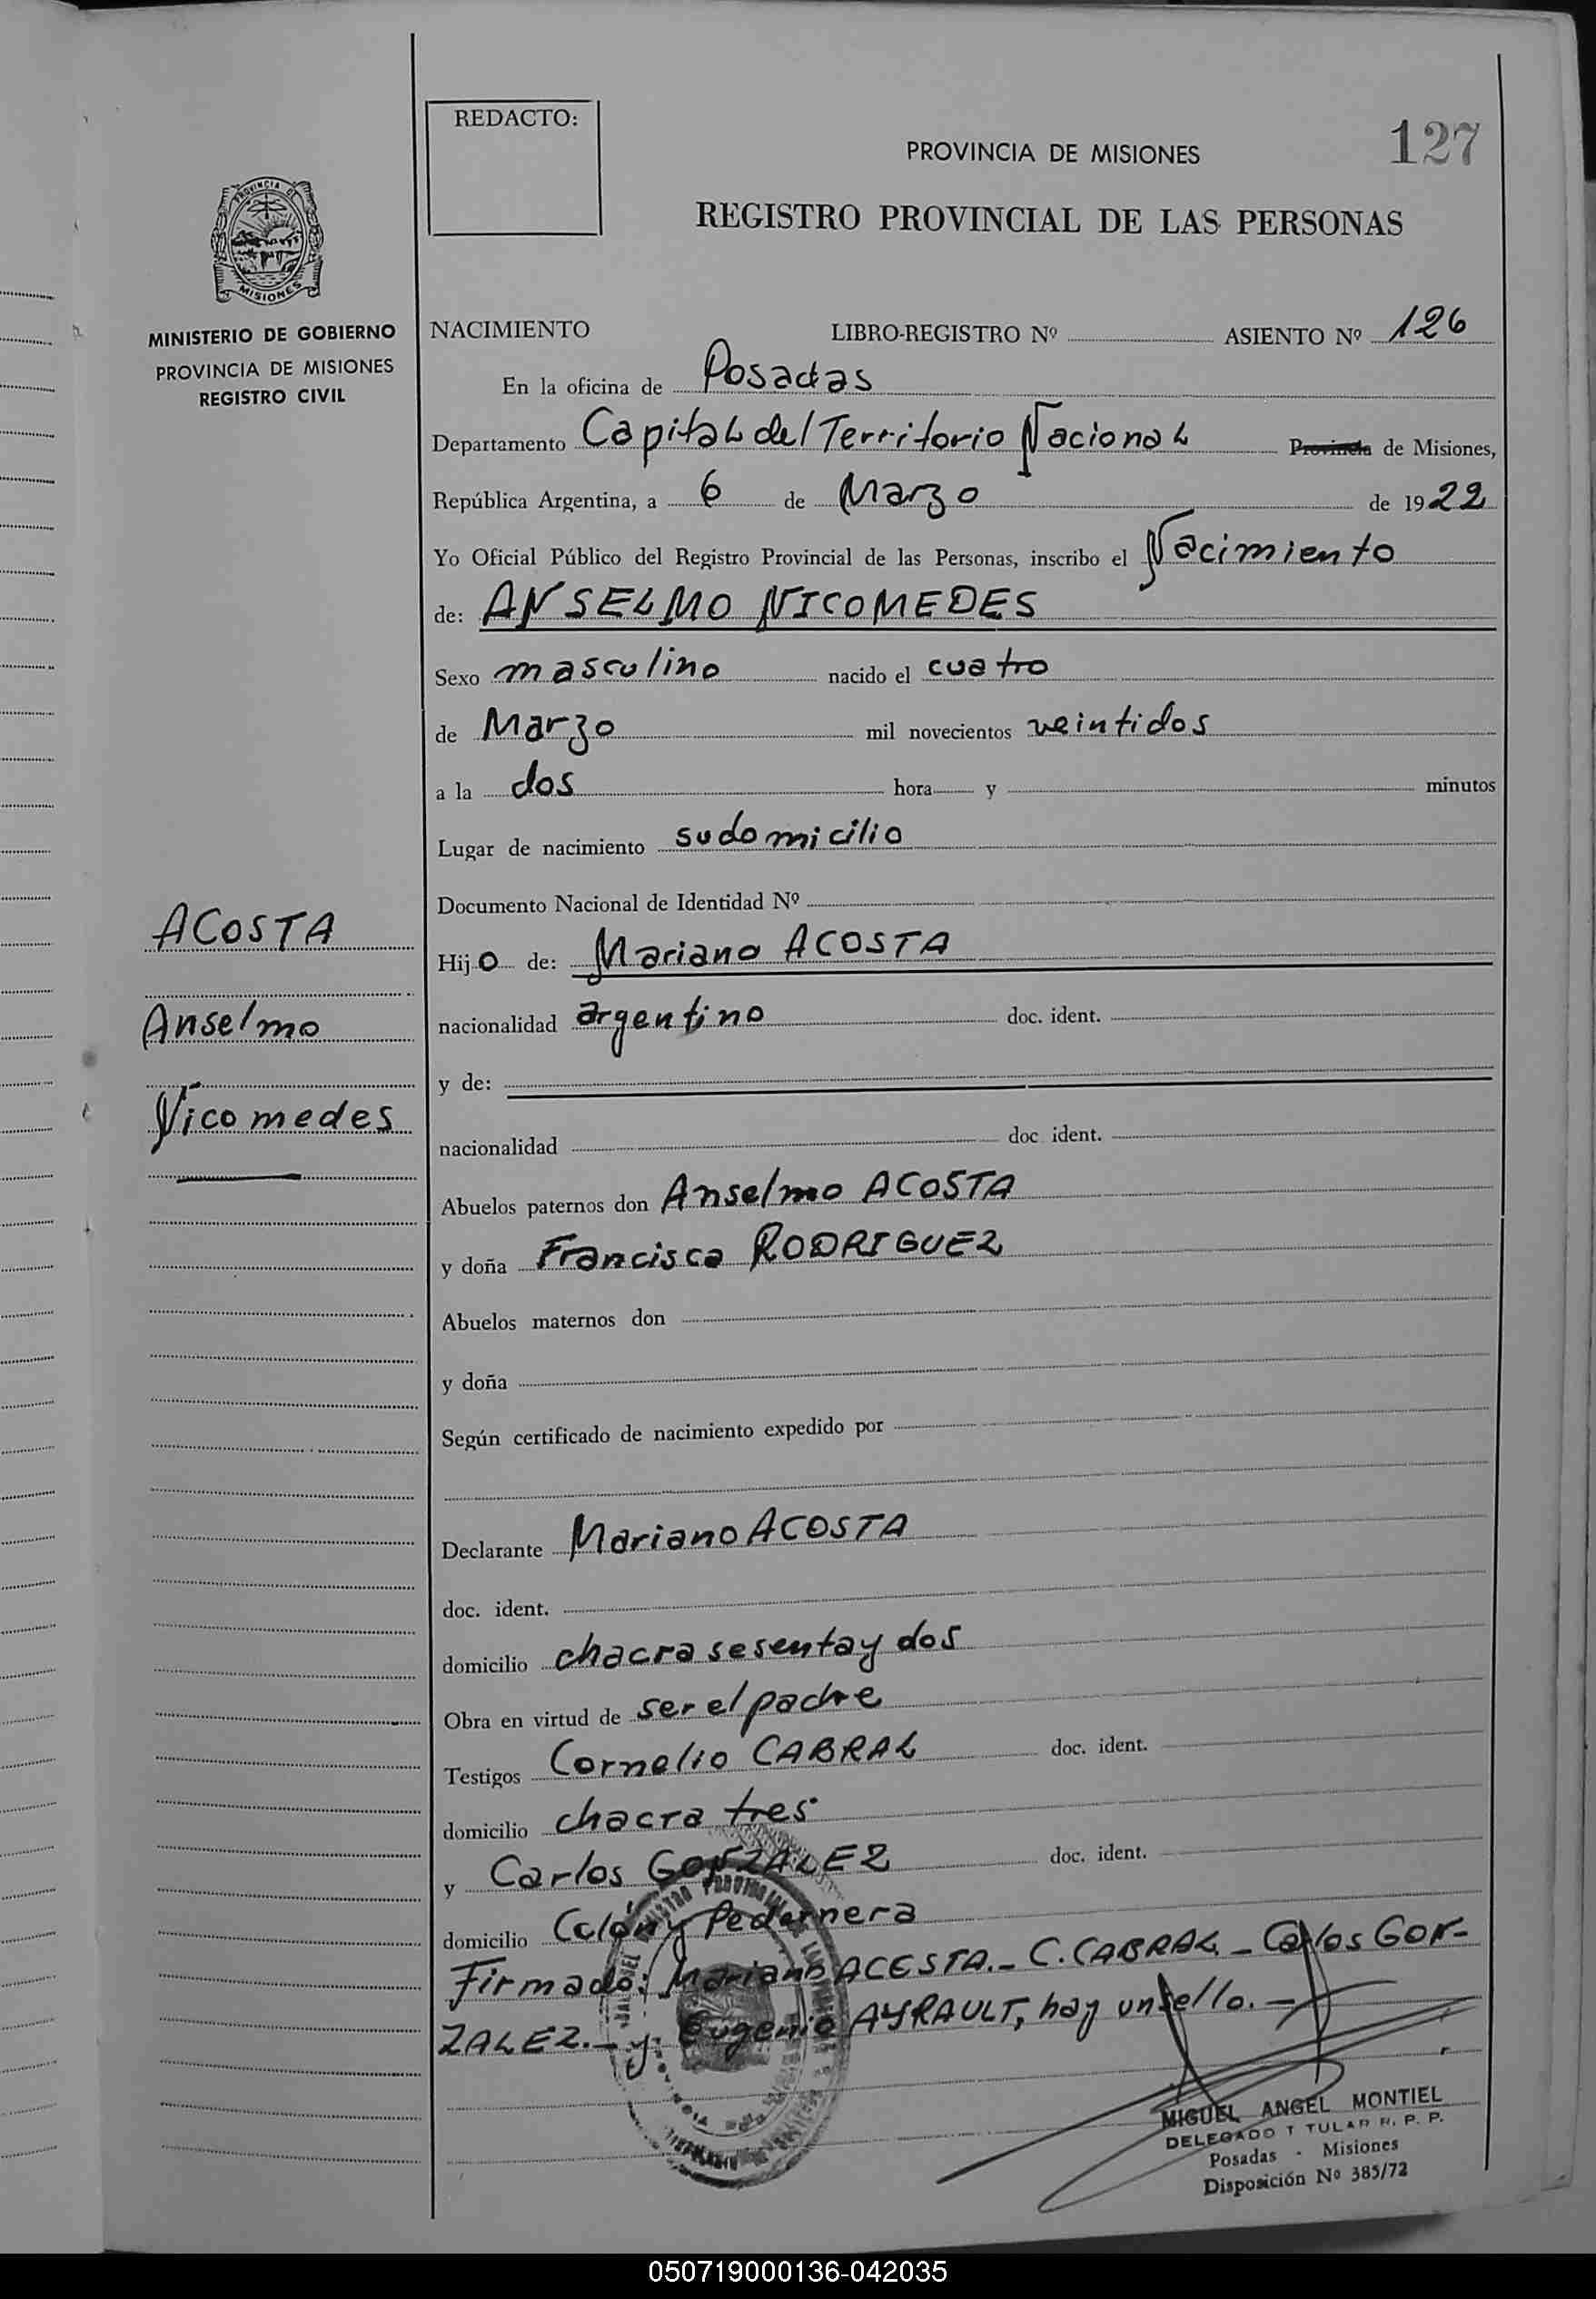 REDACTO:
PROVINCIA DE MISIONES
127
REGISTRO PROVINCIAL DE LAS PERSONAS
PROVINCIA DE
MISIONES
MINISTERIO DE GOBIERNO
PROVINCIA DE MISIONES
REGISTRO CIVIL
NACIMIENTO LIBRO-REGISTRO Nº ASIENTO Nº 126
En la oficina de Posadas
Departamento Capital del Territorio Nacional Provincia de Misiones,
República Argentina, a 6 de Marzo de 1922
Yo Oficial Público del Registro Provincial de las Personas, inscribo el Nacimiento
de: ANSELMO NICOMEDES
Sexo masculino nacido el cuatro
de Marzo mil novecientos veintidos
a la dos hora y minutos
Lugar de nacimiento su domicilio
Documento Nacional de Identidad Nº
ACOSTA
Anselmo
Nicomedes
Hijo de: Mariano ACOSTA
nacionalidad argentino doc. ident.
y de:
nacionalidad doc ident.
Abuelos paternos don Anselmo ACOSTA
y doña Francisca RODRIGUEZ
Abuelos maternos don
y doña
Según certificado de nacimiento expedido por
Declarante Mariano ACOSTA
doc. ident.
domicilio chacra sesenta y dos
Obra en virtud de ser el padre
Testigos Cornelio CABRAL doc. ident.
domicilio chacra tres
y Carlos GONZALEZ doc. ident.
domicilio Colón y Pedernera
Firmado: Mariano ACESTA.- C. CABRAL.- Carlos GON-
ZALEZ.- y. Eugenio AYRAULT, hay un sello.-
MIGUEL ANGEL MONTIEL
DELEGADO TITULAR R. P. P.
Posadas - Misiones
Disposición Nº 385/72
050719000136-042035